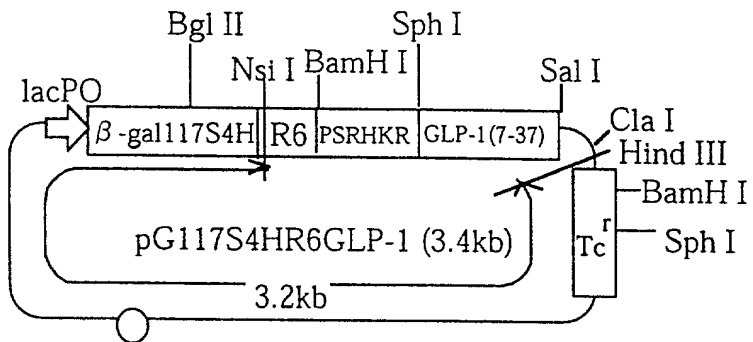 Bgl II
Sph I
Nsi I
BamH I
Sal I
lacPO
β-gal117S4H
R6
PSRHKR
GLP-1(7-37)
Cla I
Hind III
BamH I
Tc r
Sph I
pG117S4HR6GLP-1 (3.4kb)
3.2kb